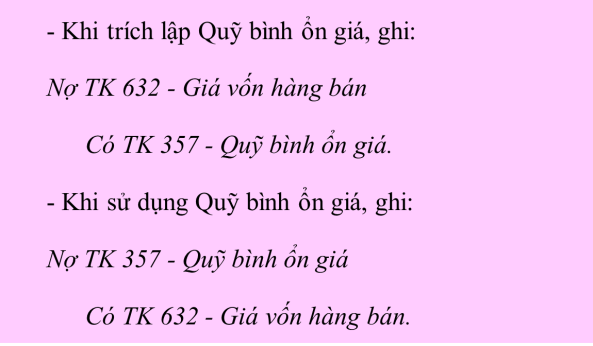 - Khi trích lập Quỹ bình ổn giá, ghi:
Nợ TK 632 - Giá vốn hàng bán
Có TK 357 - Quỹ bình ổn giá.
- Khi sử dụng Quỹ bình ổn giá, ghi:
Nợ TK 357 - Quỹ bình ổn giá
Có TK 632 - Giá vốn hàng bán.